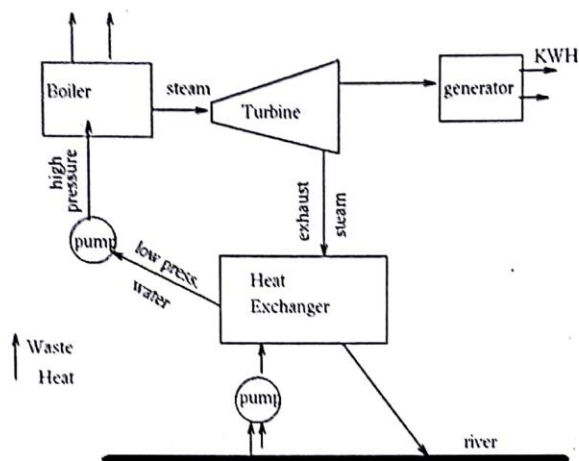 KWH
steam
Boiler
generator
Turbine
high
pressure
exhaust
steam
pump
low press.
water
Heat
Exchanger
Waste
Heat
pump
river